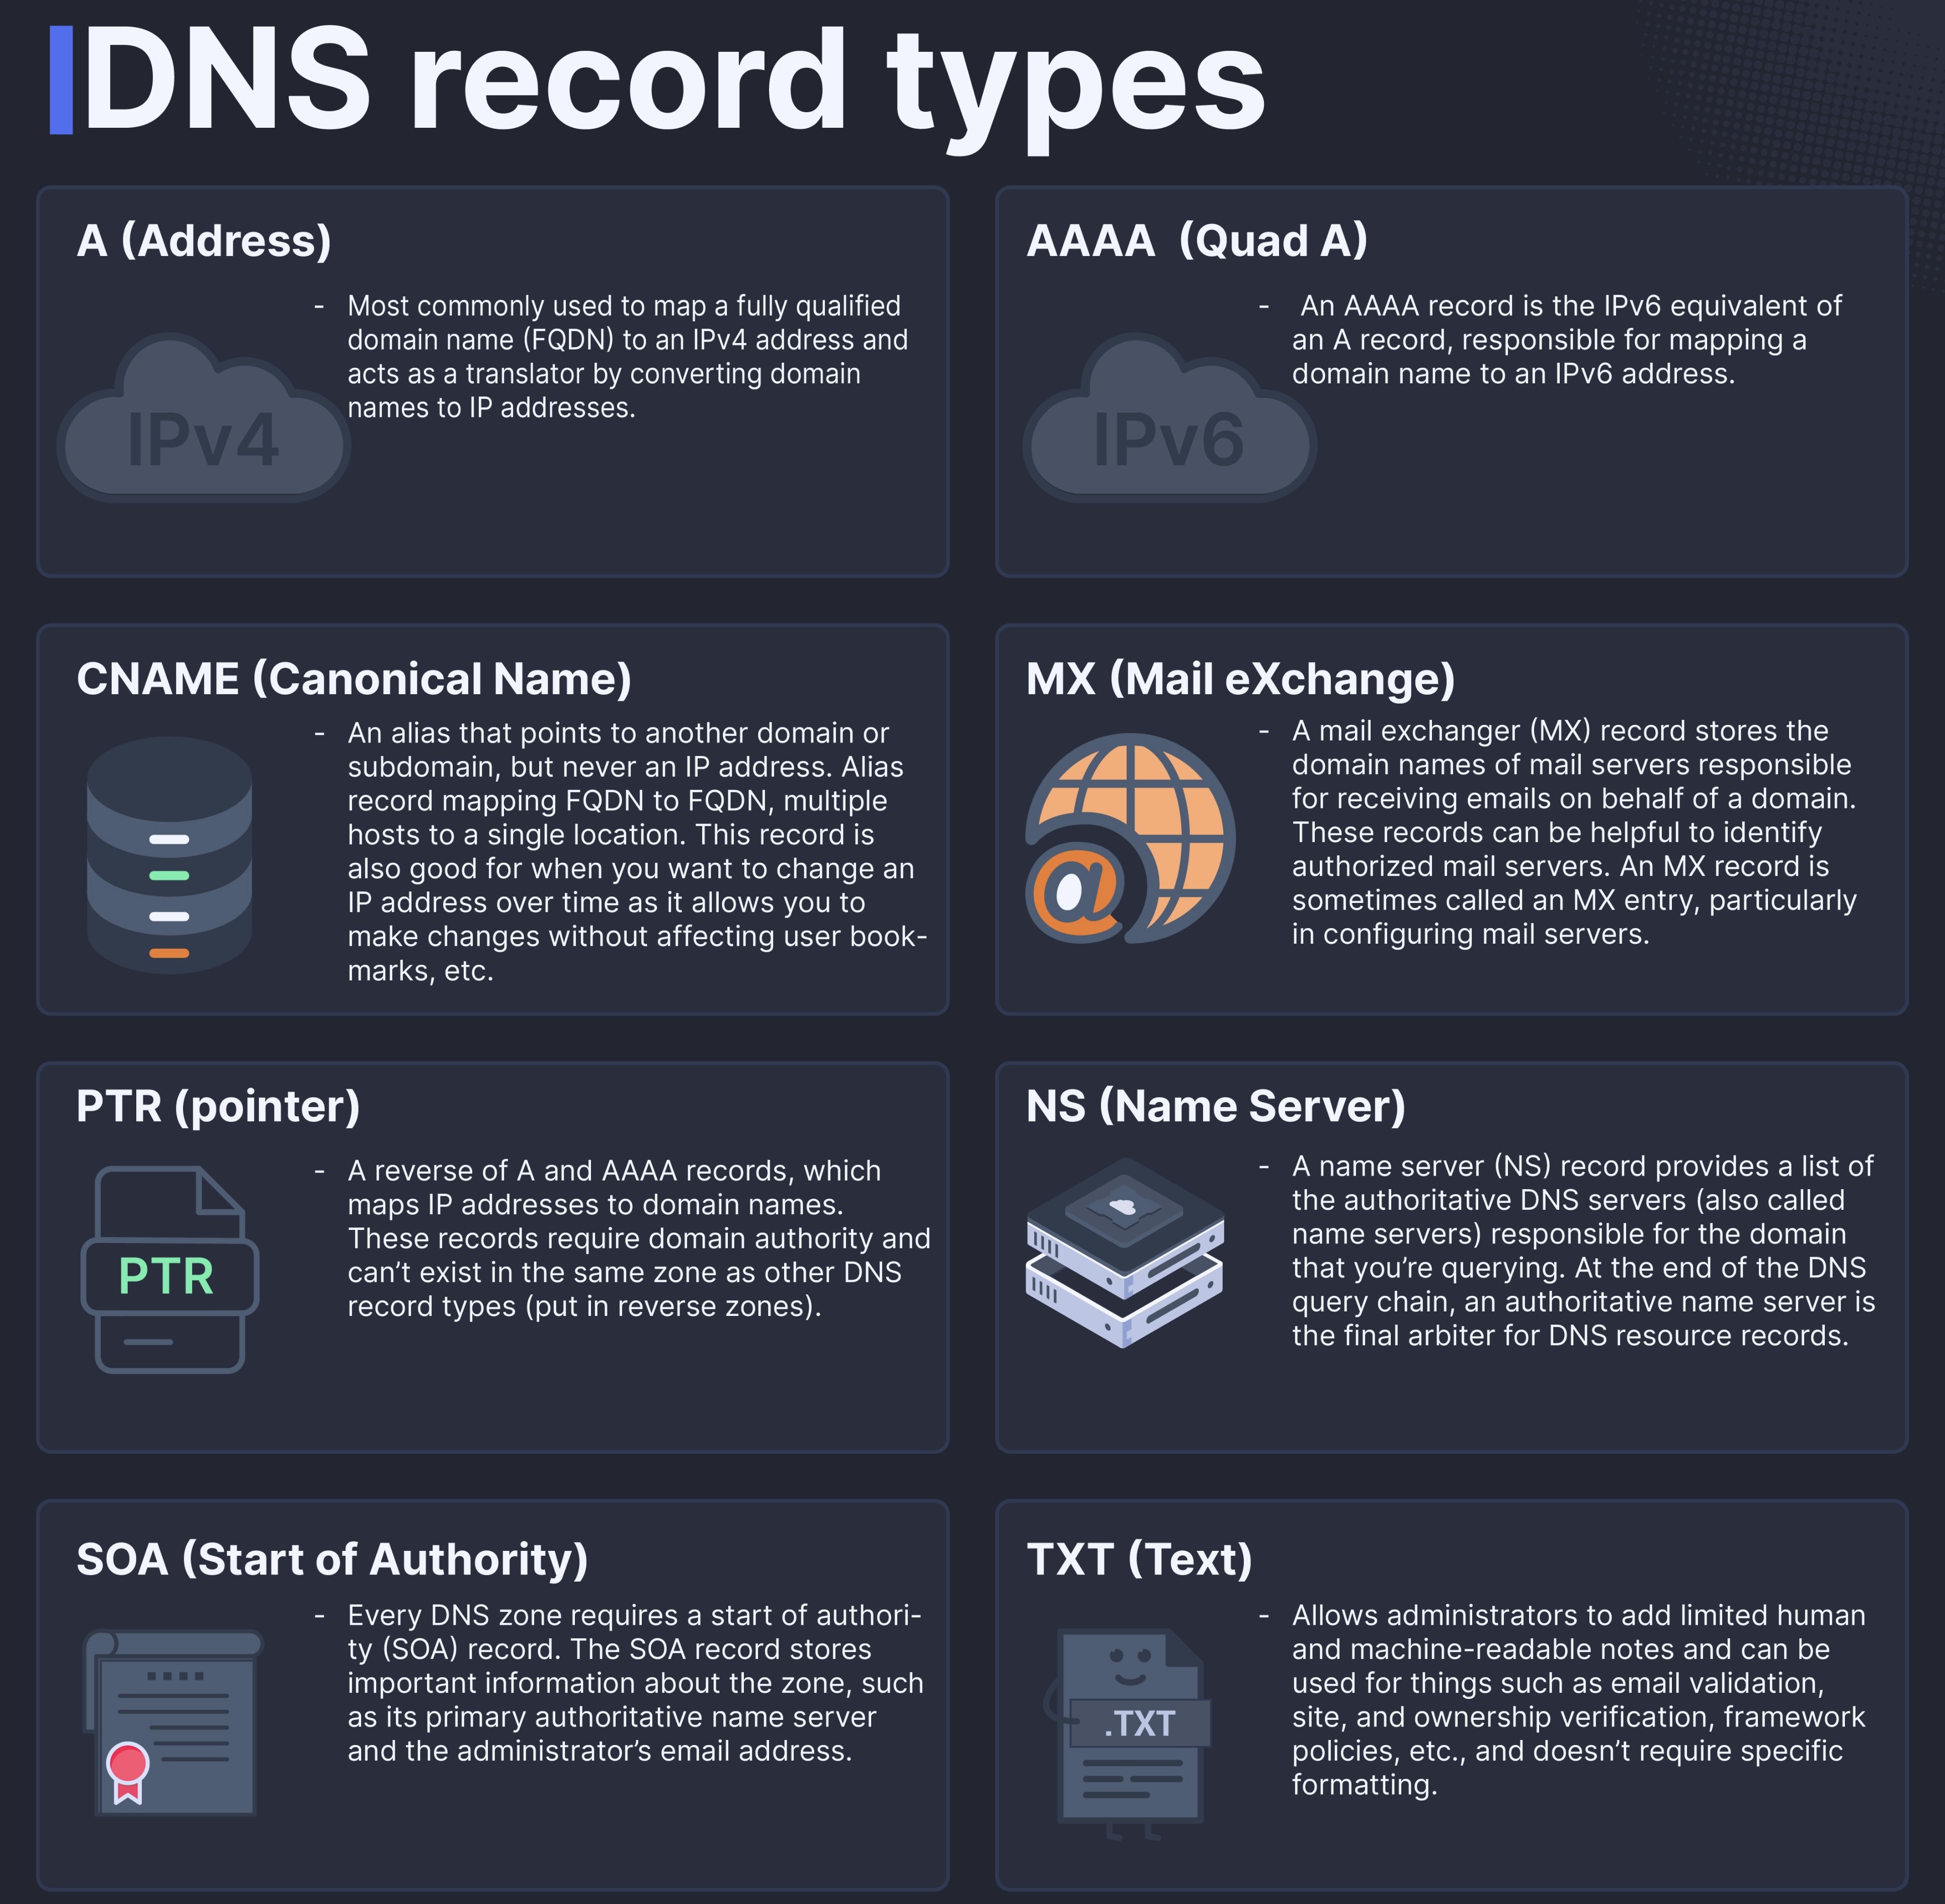 DNS record types
A (Address)
- Most commonly used to map a fully qualified
domain name (FQDN) to an IPv4 address and
acts as a translator by converting domain
names to IP addresses.
IPv4
AAAA (Quad A)
- An AAAA record is the IPv6 equivalent of
an A record, responsible for mapping a
domain name to an IPv6 address.
IPv6
CNAME (Canonical Name)
- An alias that points to another domain or
subdomain, but never an IP address. Alias
record mapping FQDN to FQDN, multiple
hosts to a single location. This record is
also good for when you want to change an
IP address over time as it allows you to
make changes without affecting user book-
marks, etc.
MX (Mail eXchange)
- A mail exchanger (MX) record stores the
domain names of mail servers responsible
for receiving emails on behalf of a domain.
These records can be helpful to identify
authorized mail servers. An MX record is
sometimes called an MX entry, particularly
in configuring mail servers.
@
PTR (pointer)
- A reverse of A and AAAA records, which
maps IP addresses to domain names.
These records require domain authority and
can't exist in the same zone as other DNS
record types (put in reverse zones).
PTR
NS (Name Server)
- A name server (NS) record provides a list of
the authoritative DNS servers (also called
name servers) responsible for the domain
that you're querying. At the end of the DNS
query chain, an authoritative name server is
the final arbiter for DNS resource records.
SOA (Start of Authority)
- Every DNS zone requires a start of authori-
ty (SOA) record. The SOA record stores
important information about the zone, such
as its primary authoritative name server
and the administrator's email address.
TXT (Text)
- Allows administrators to add limited human
and machine-readable notes and can be
used for things such as email validation,
site, and ownership verification, framework
policies, etc., and doesn't require specific
formatting.
.TXT